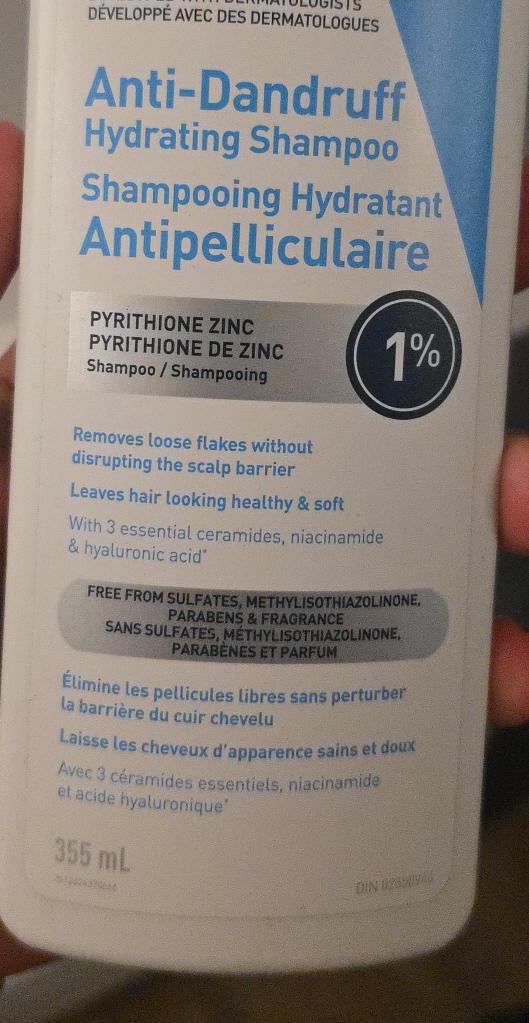 DERMATOLOGISTS
DÉVELOPPÉ AVEC DES DERMATOLOGUES
Anti-Dandruff
Hydrating Shampoo
Shampooing Hydratant
Antipelliculaire
PYRITHIONE ZINC
PYRITHIONE DE ZINC
Shampoo / Shampooing
1%
Removes loose flakes without
disrupting the scalp barrier
Leaves hair looking healthy & soft
With 3 essential ceramides, niacinamide
& hyaluronic acid*
FREE FROM SULFATES, METHYLISOTHIAZOLINONE,
PARABENS & FRAGRANCE
SANS SULFATES, MÉTHYLISOTHIAZOLINONE,
PARABÈNES ET PARFUM
Élimine les pellicules libres sans perturber
la barrière du cuir chevelu
Laisse les cheveux d'apparence sains et doux
Avec 3 céramides essentiels, niacinamide
et acide hyaluronique*
355 mL
DIN